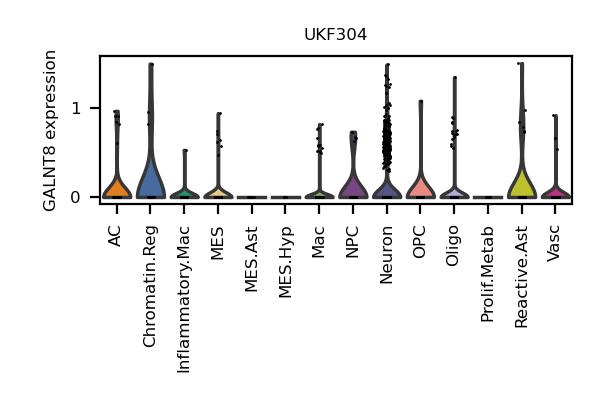 UKF304
GALNT8 expression
1
0
AC
Chromatin.Reg
Inflammatory.Mac
MES
MES.Ast
MES.Hyp
Mac
NPC
Neuron
OPC
Oligo
Prolif.Metab
Reactive.Ast
Vasc